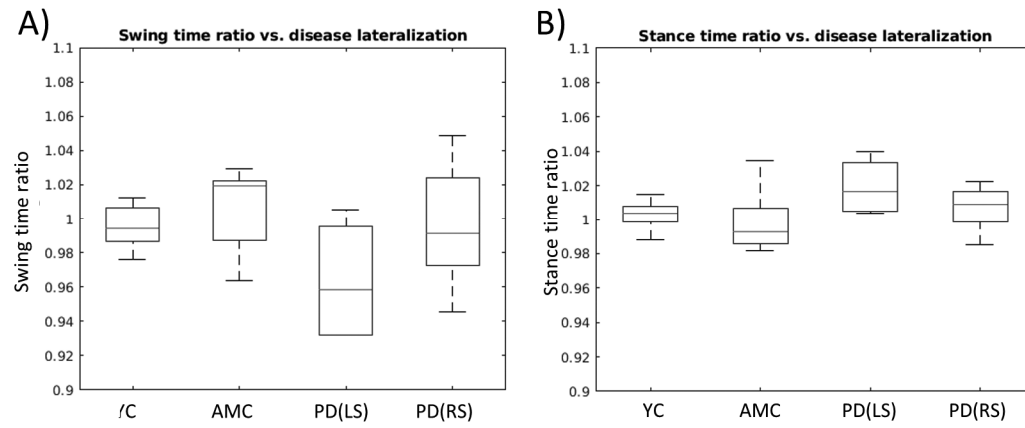 A)
Swing time ratio vs. disease lateralization
Swing time ratio
1.1
1.08
1.06
1.04
1.02
1
0.98
0.96
0.94
0.92
0.9
YC AMC PD(LS) PD(RS)
B)
Stance time ratio vs. disease lateralization
Stance time ratio
1.1
1.08
1.06
1.04
1.02
1
0.98
0.96
0.94
0.92
0.9
YC AMC PD(LS) PD(RS)